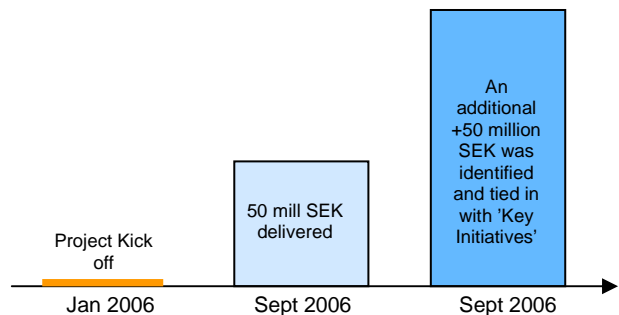 Project Kick
off
50 mill SEK
delivered
An
additional
+50 million
SEK was
identified
and tied in
with ’Key
Initiatives’
Jan 2006
Sept 2006
Sept 2006